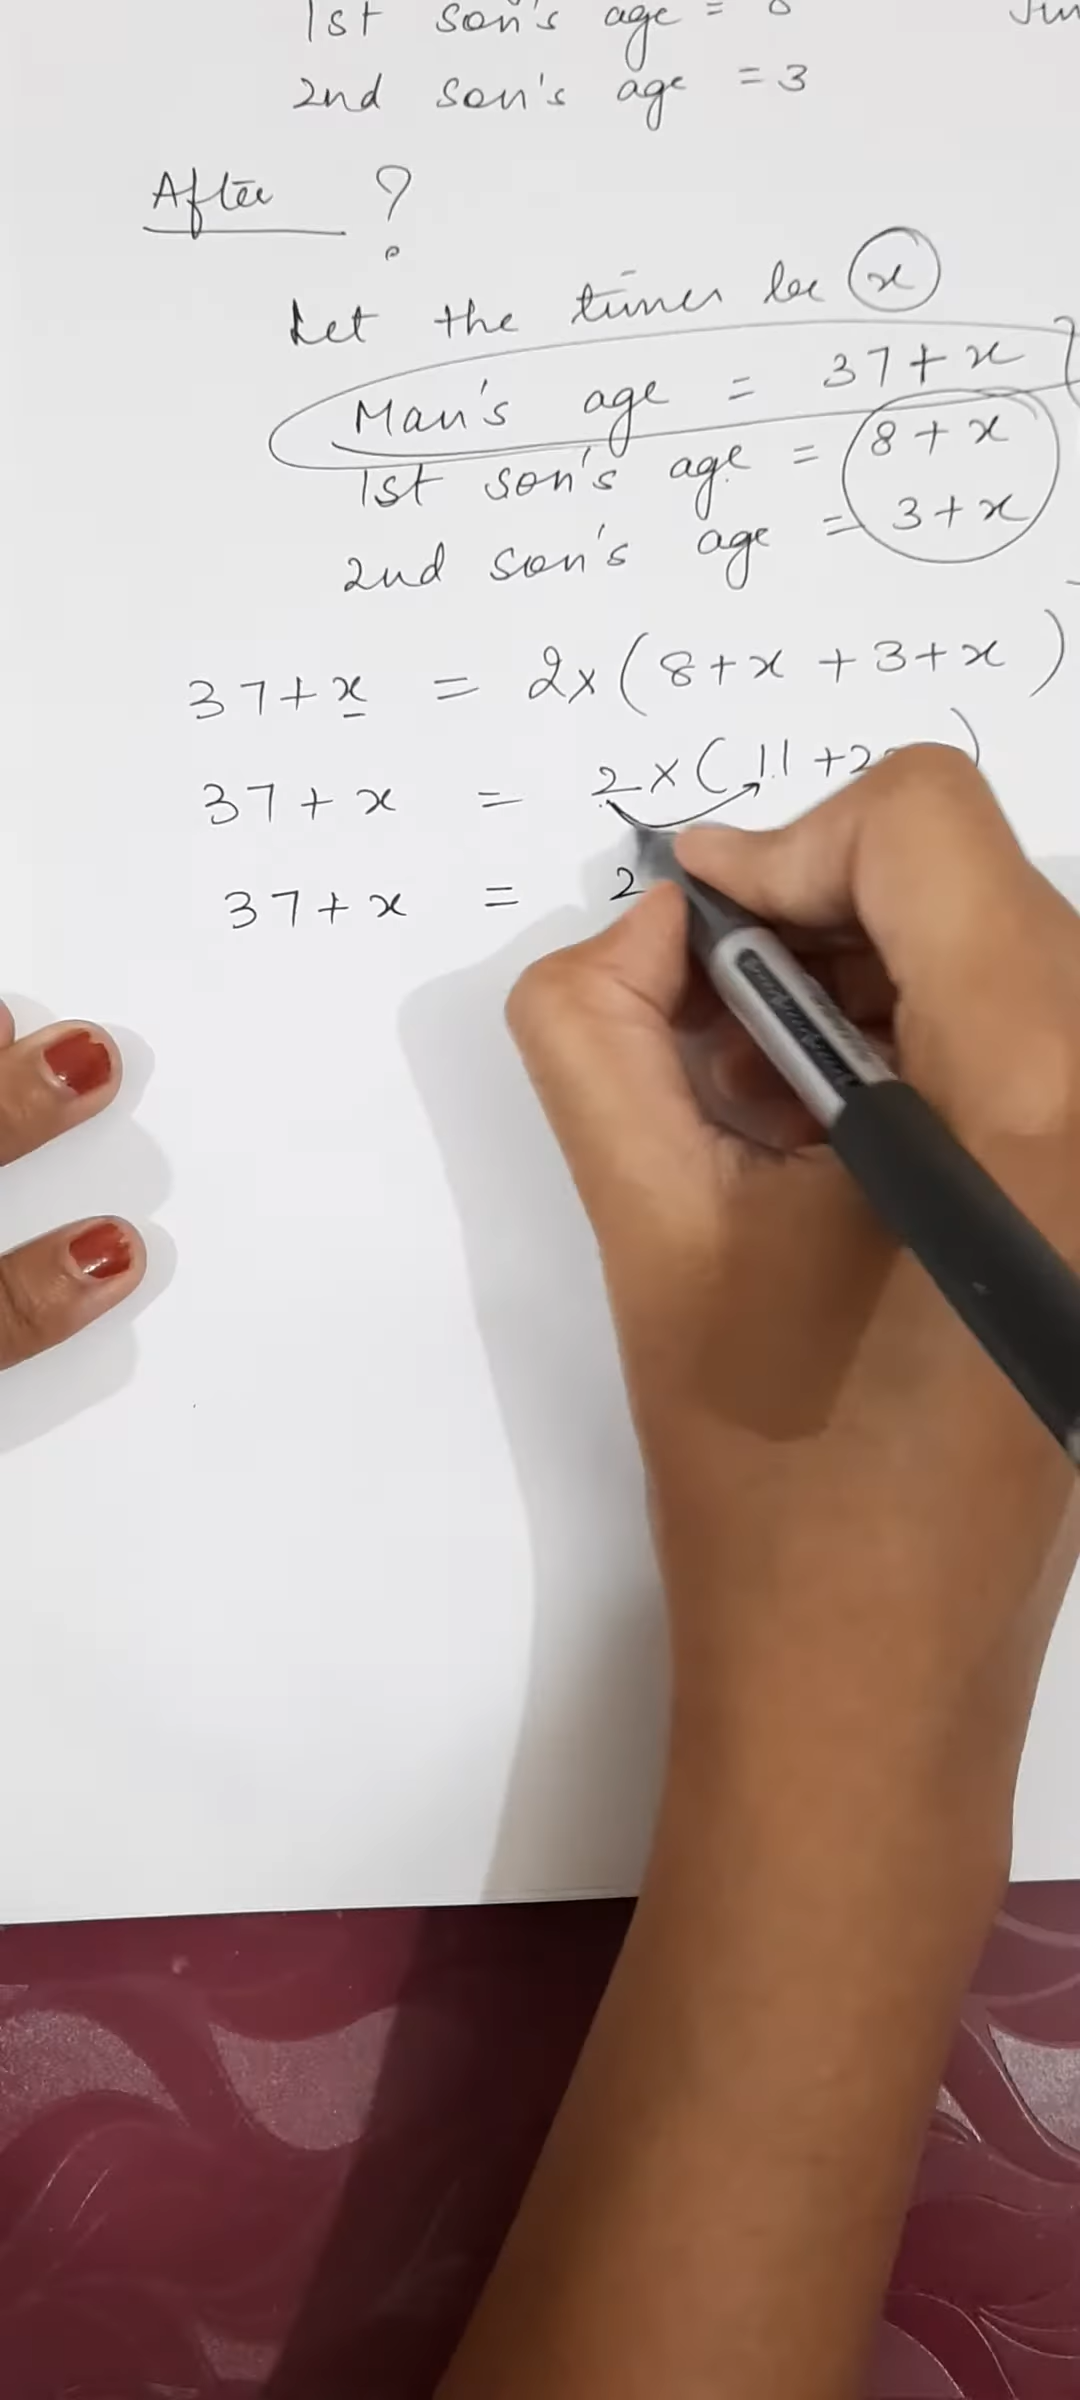 1st son's age =
2nd son's age = 3
After ?
Let the times be x
Man's age = 37 + x
1st son's age = 8 + x
2nd son's age = 3 + x
37 + x = 2 x ( 8 + x + 3 + x )
37 + x = 2 x ( 11 + 2 )
37 + x = 2